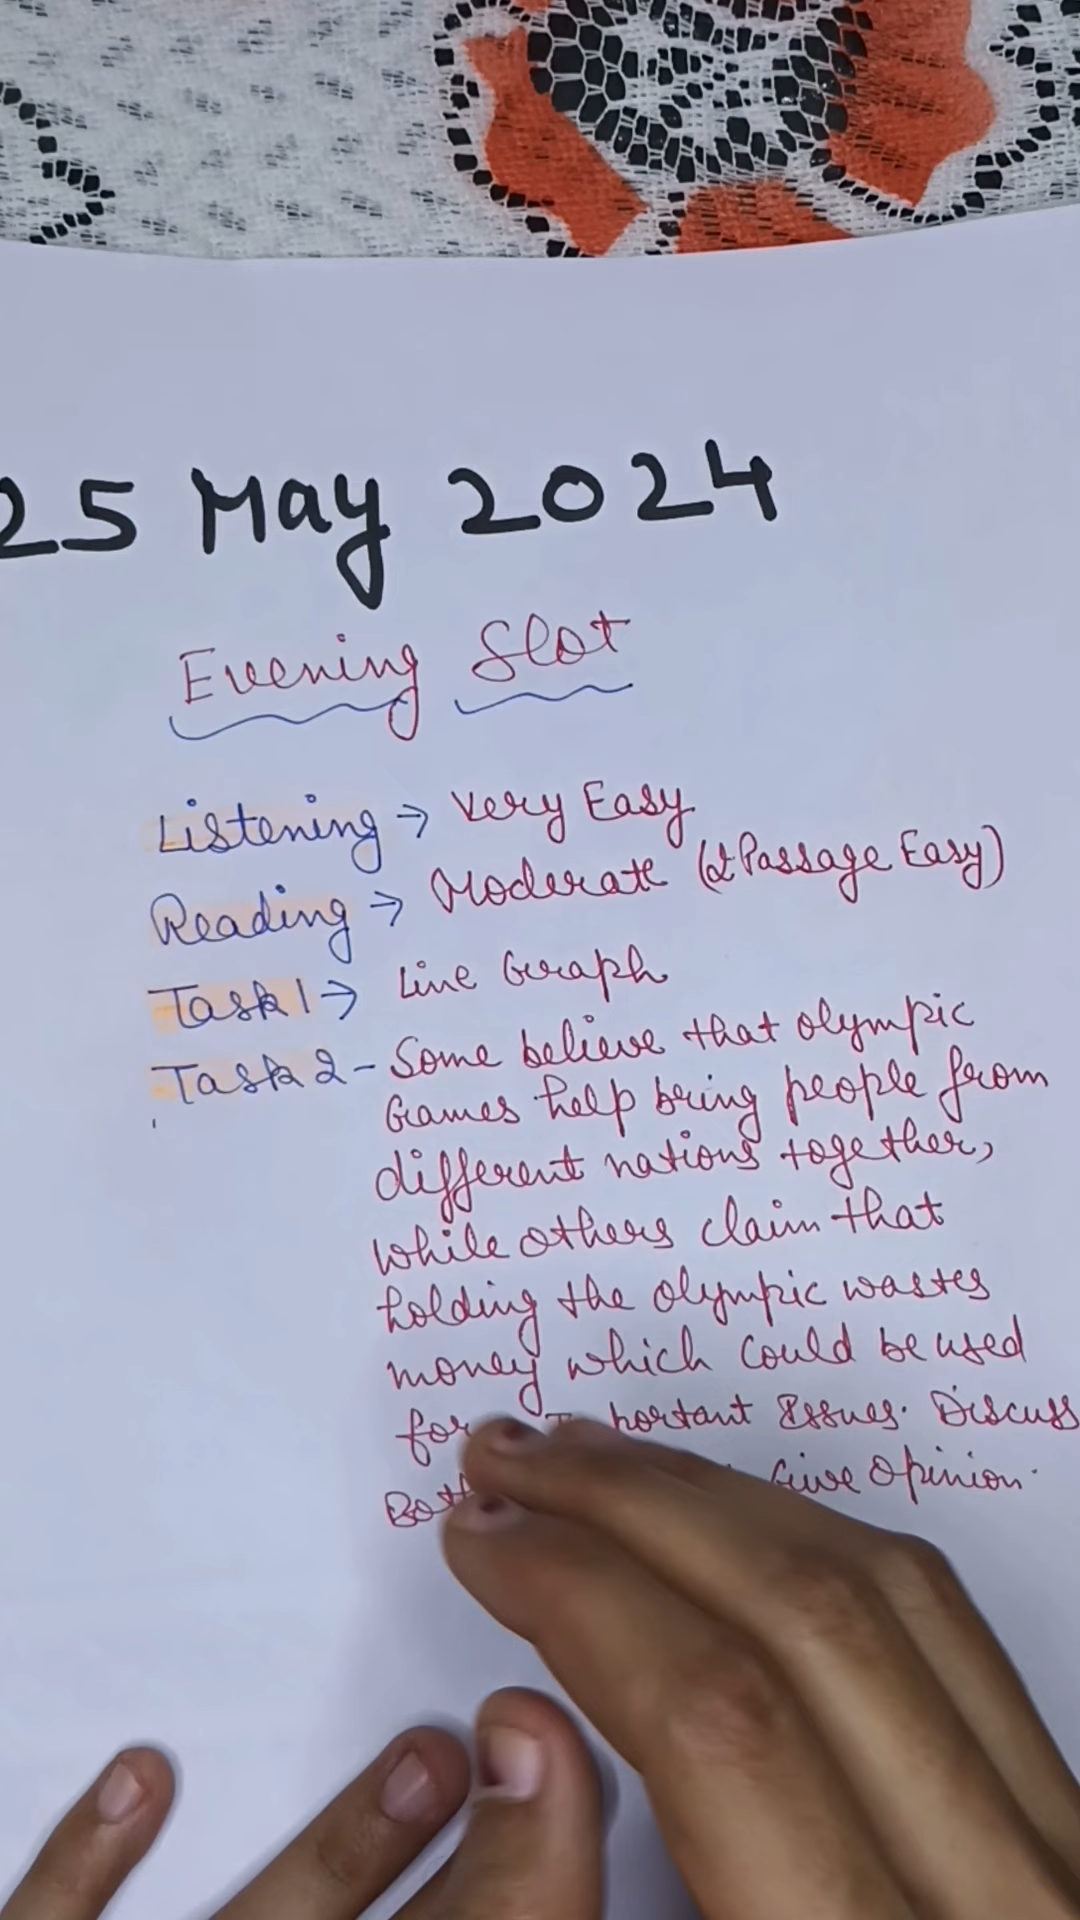 25 May 2024
Evening Slot
Listening → Very Easy
Reading → Moderate (2 Passage Easy)
Task 1 → Line Graph
Task 2 - Some believe that olympic
Games help bring people from
different nations together,
while others claim that
holding the olympic wastes
money which could be used
for Issues. Discuss
Give Opinion.